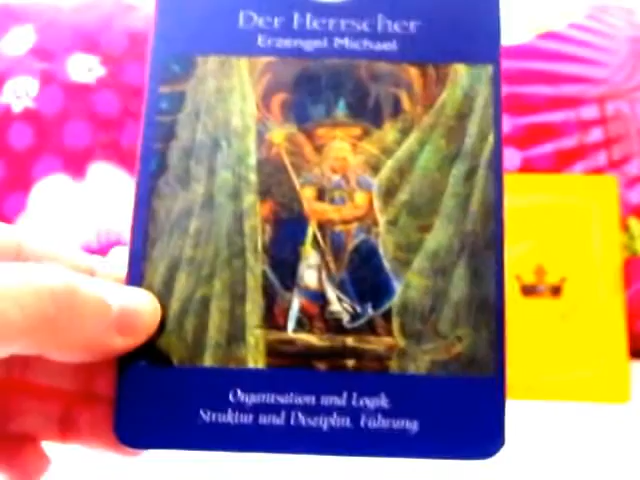 Der Herrscher
Erzengel Michael
Organisation und Logik,
Struktur und Disziplin, Führung